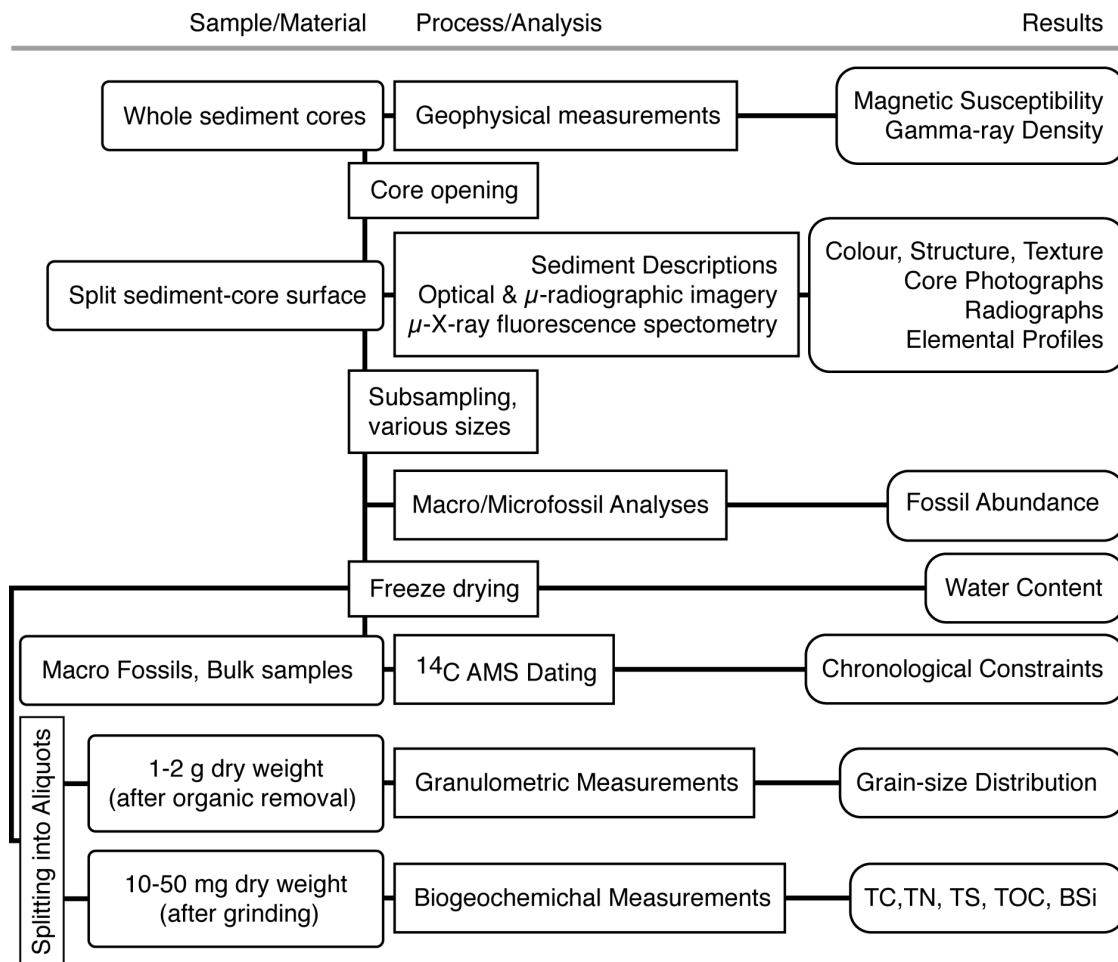 Sample/Material Process/Analysis Results
Whole sediment cores
Geophysical measurements
Magnetic Susceptibility
Gamma-ray Density
Core opening
Split sediment-core surface
Sediment Descriptions
Optical & µ-radiographic imagery
µ-X-ray fluorescence spectometry
Colour, Structure, Texture
Core Photographs
Radiographs
Elemental Profiles
Subsampling,
various sizes
Macro/Microfossil Analyses
Fossil Abundance
Freeze drying
Water Content
Macro Fossils, Bulk samples
14C AMS Dating
Chronological Constraints
Splitting into Aliquots
1-2 g dry weight
(after organic removal)
Granulometric Measurements
Grain-size Distribution
10-50 mg dry weight
(after grinding)
Biogeochemichal Measurements
TC,TN, TS, TOC, BSi